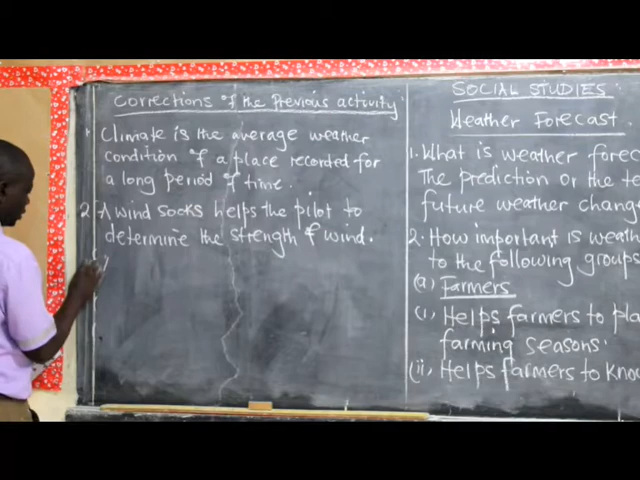 Corrections of the Previous activity
1 Climate is the average weather
condition of a place recorded for
a long period of time.
2 A wind socks helps the pilot to
determine the strength of wind.
SOCIAL STUDIES
Weather Forecast.
1. What is weather
The prediction or the
future weather
2. How important is
to the following groups
(a) Farmers
(i) Helps farmers to
farming seasons.
(ii) Helps farmers to